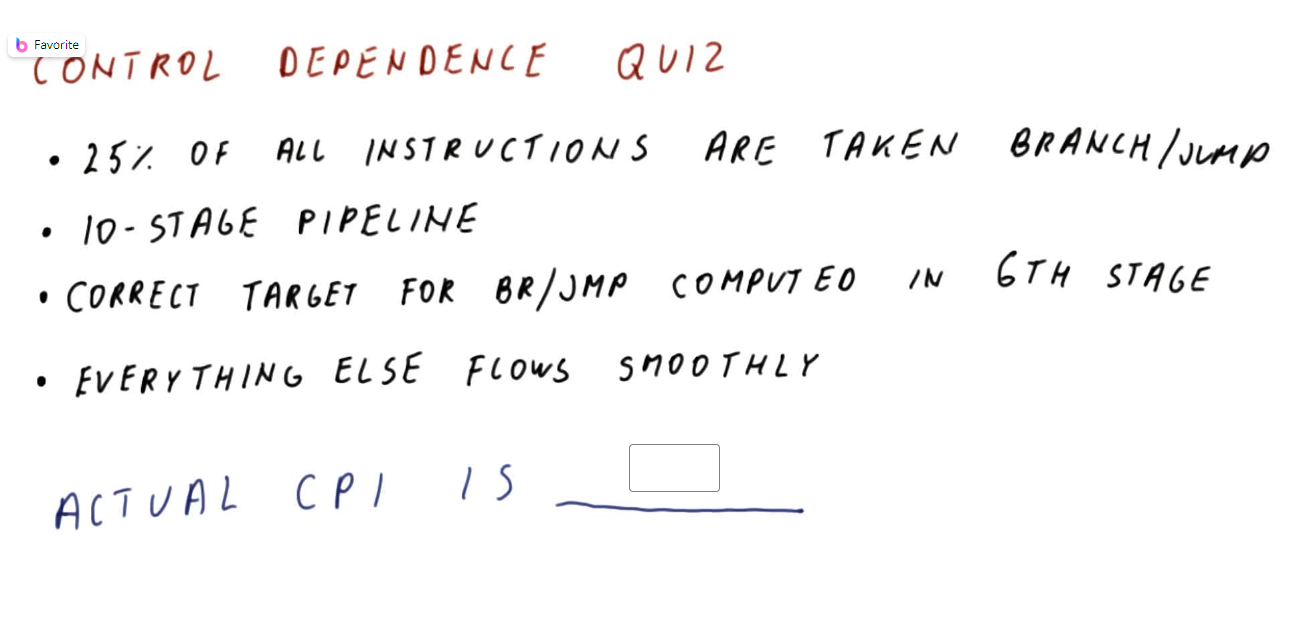 Favorite
CONTROL DEPENDENCE QUIZ
• 25% OF ALL INSTRUCTIONS ARE TAKEN BRANCH/JUMP
• 10-STAGE PIPELINE
• CORRECT TARGET FOR BR/JMP COMPUTED IN 6TH STAGE
• EVERYTHING ELSE FLOWS SMOOTHLY
ACTUAL CPI IS